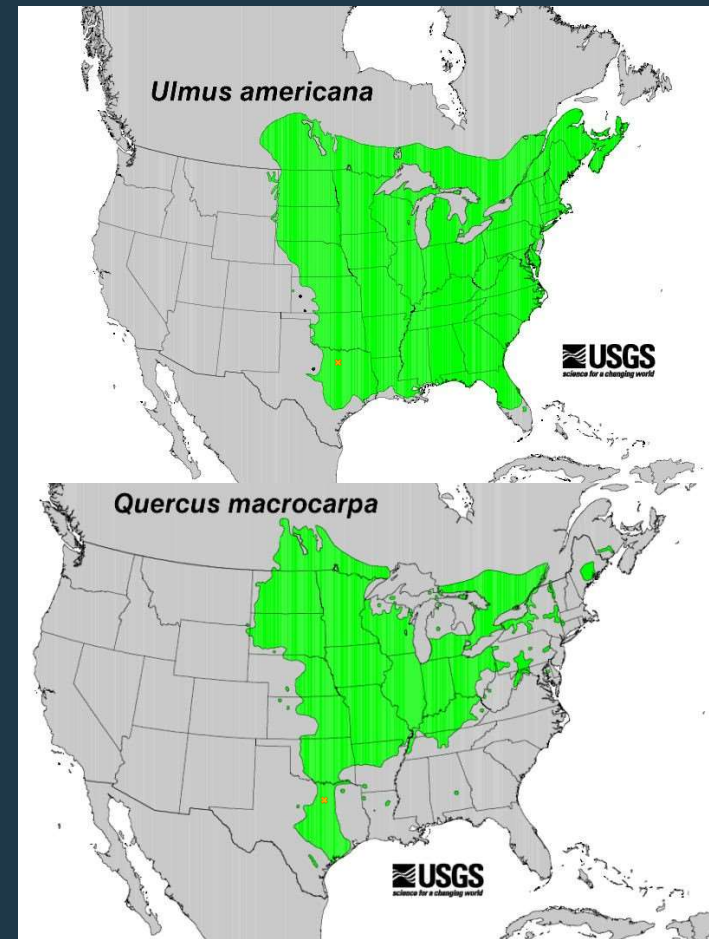 Ulmus americana
USGS
science for a changing world
Quercus macrocarpa
USGS
science for a changing world